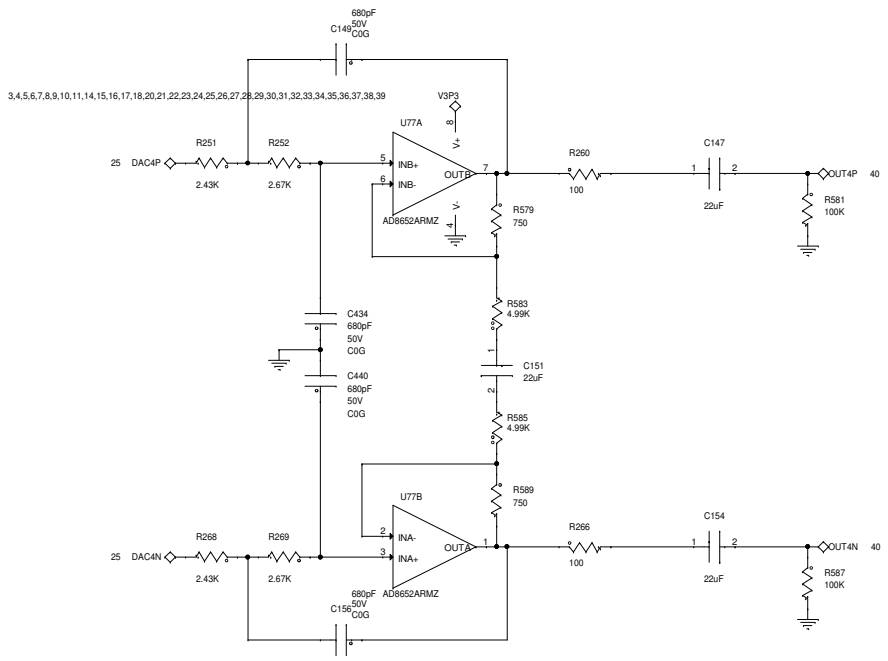 680pF
C149 50V
C0G
3,4,5,6,7,8,9,10,11,14,15,16,17,18,20,21,22,23,24,25,26,27,28,29,30,31,32,33,34,35,36,37,38,39
V3P3
U77A
8
V+
R251
R252
25 DAC4P
2.43K
2.67K
5 INB+
6 INB-
OUTB 7
V-
4
AD8652ARMZ
R260
100
C147
1
2
22uF
OUT4P 40
R581
100K
R579
750
R583
4.99K
C434
680pF
50V
C0G
1
C151
22uF
2
C440
680pF
50V
C0G
R585
4.99K
R589
750
U77B
2 INA-
3 INA+
OUTA 1
AD8652ARMZ
R268
R269
25 DAC4N
2.43K
2.67K
R266
100
C154
1
2
22uF
OUT4N 40
R587
100K
680pF
C156 50V
C0G